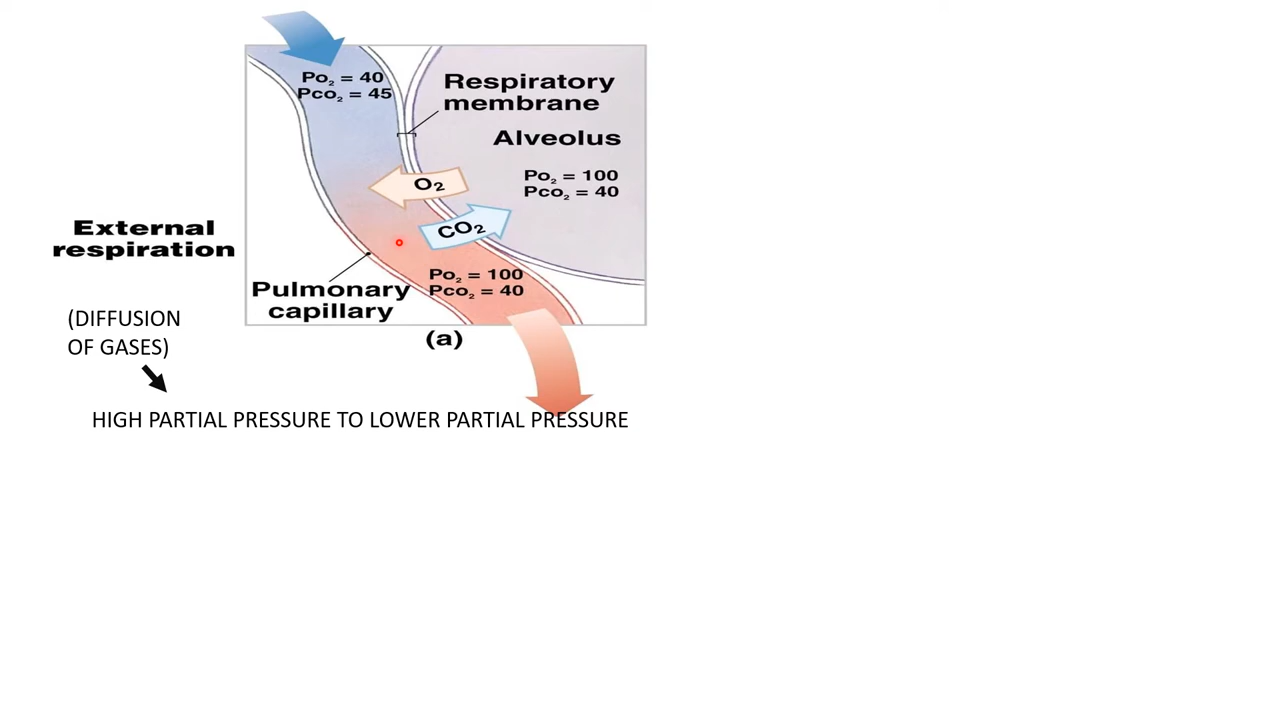 Po₂ = 40
Pco₂ = 45
Respiratory
membrane
Alveolus
Po₂ = 100
Pco₂ = 40
O₂
CO₂
External
respiration
Po₂ = 100
Pco₂ = 40
Pulmonary
capillary
(a)
(DIFFUSION
OF GASES)
HIGH PARTIAL PRESSURE TO LOWER PARTIAL PRESSURE